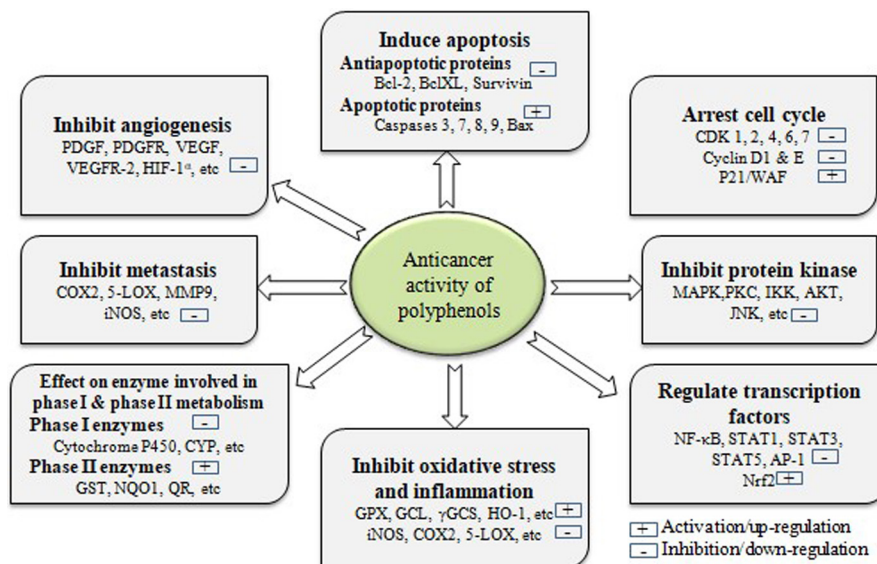 Induce apoptosis
Antiapoptotic proteins -
Bcl-2, BclXL, Survivin
Apoptotic proteins +
Caspases 3, 7, 8, 9, Bax
Inhibit angiogenesis
PDGF, PDGFR, VEGF,
VEGFR-2, HIF-1α, etc -
Arrest cell cycle
CDK 1, 2, 4, 6, 7 -
Cyclin D1 & E -
P21/WAF +
Inhibit metastasis
COX2, 5-LOX, MMP9,
iNOS, etc -
Anticancer
activity of
polyphenols
Inhibit protein kinase
MAPK,PKC, IKK, AKT,
JNK, etc -
Effect on enzyme involved in
phase I & phase II metabolism
Phase I enzymes -
Cytochrome P450, CYP, etc
Phase II enzymes +
GST, NQO1, QR, etc
Inhibit oxidative stress
and inflammation
GPX, GCL, γGCS, HO-1, etc +
iNOS, COX2, 5-LOX, etc -
Regulate transcription
factors
NF-κB, STAT1, STAT3,
STAT5, AP-1 -
Nrf2 +
+ Activation/up-regulation
- Inhibition/down-regulation